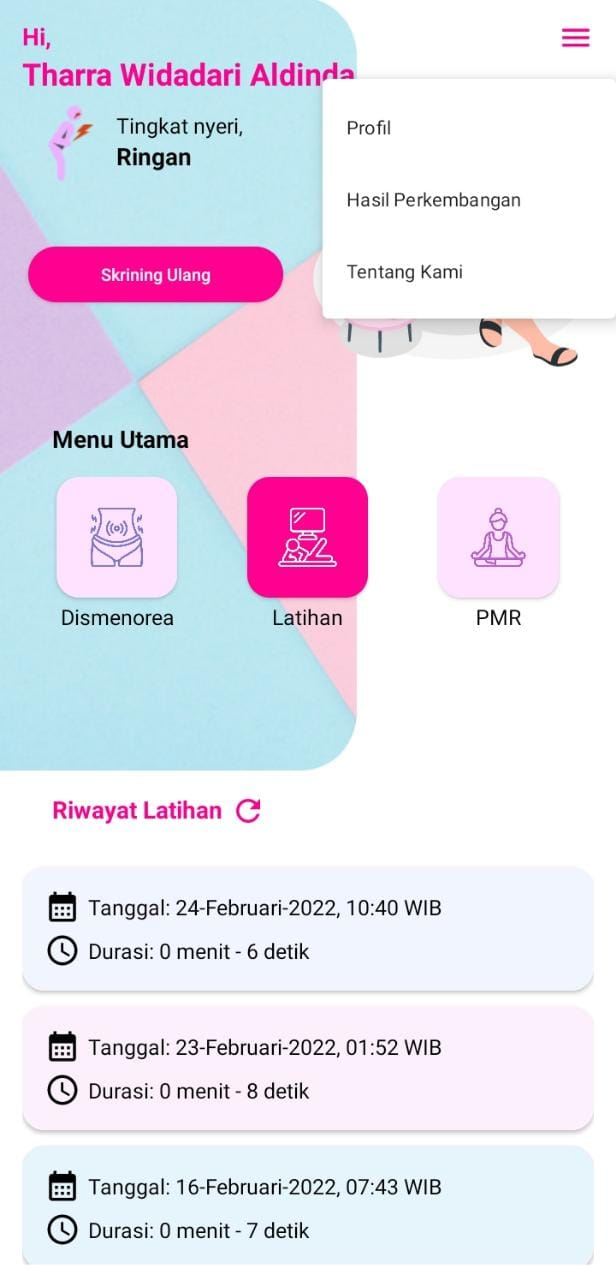 Hi,
Tharra Widadari Aldinda
Tingkat nyeri,
Ringan
Profil
Hasil Perkembangan
Tentang Kami
Skrining Ulang
Menu Utama
Dismenorea
Latihan
PMR
Riwayat Latihan
Tanggal: 24-Februari-2022, 10:40 WIB
Durasi: 0 menit - 6 detik
Tanggal: 23-Februari-2022, 01:52 WIB
Durasi: 0 menit - 8 detik
Tanggal: 16-Februari-2022, 07:43 WIB
Durasi: 0 menit - 7 detik